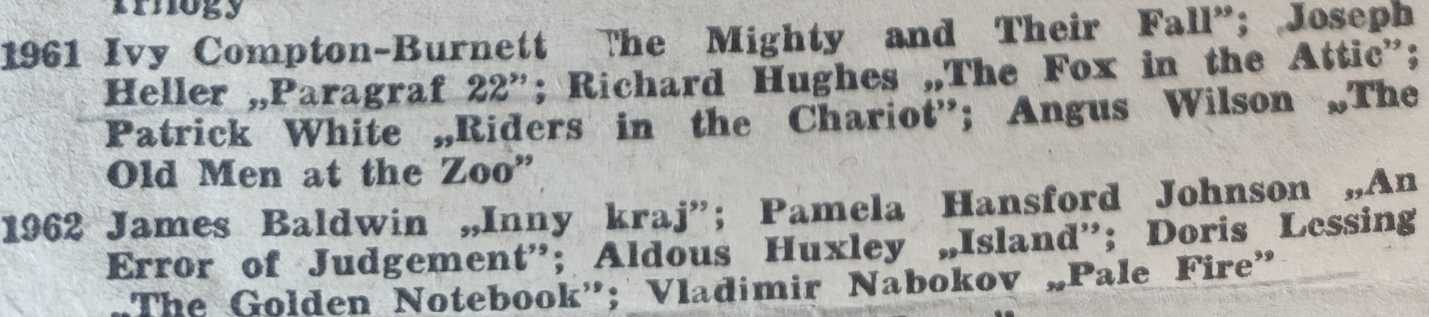 Trilogy
1961 Ivy Compton-Burnett The Mighty and Their Fall”; Joseph
Heller „Paragraf 22”; Richard Hughes „The Fox in the Attic”;
Patrick White „Riders in the Chariot”; Angus Wilson „The
Old Men at the Zoo”
1962 James Baldwin „Inny kraj”; Pamela Hansford Johnson „An
Error of Judgement”; Aldous Huxley „Island”; Doris Lessing
„The Golden Notebook”; Vladimir Nabokov „Pale Fire”